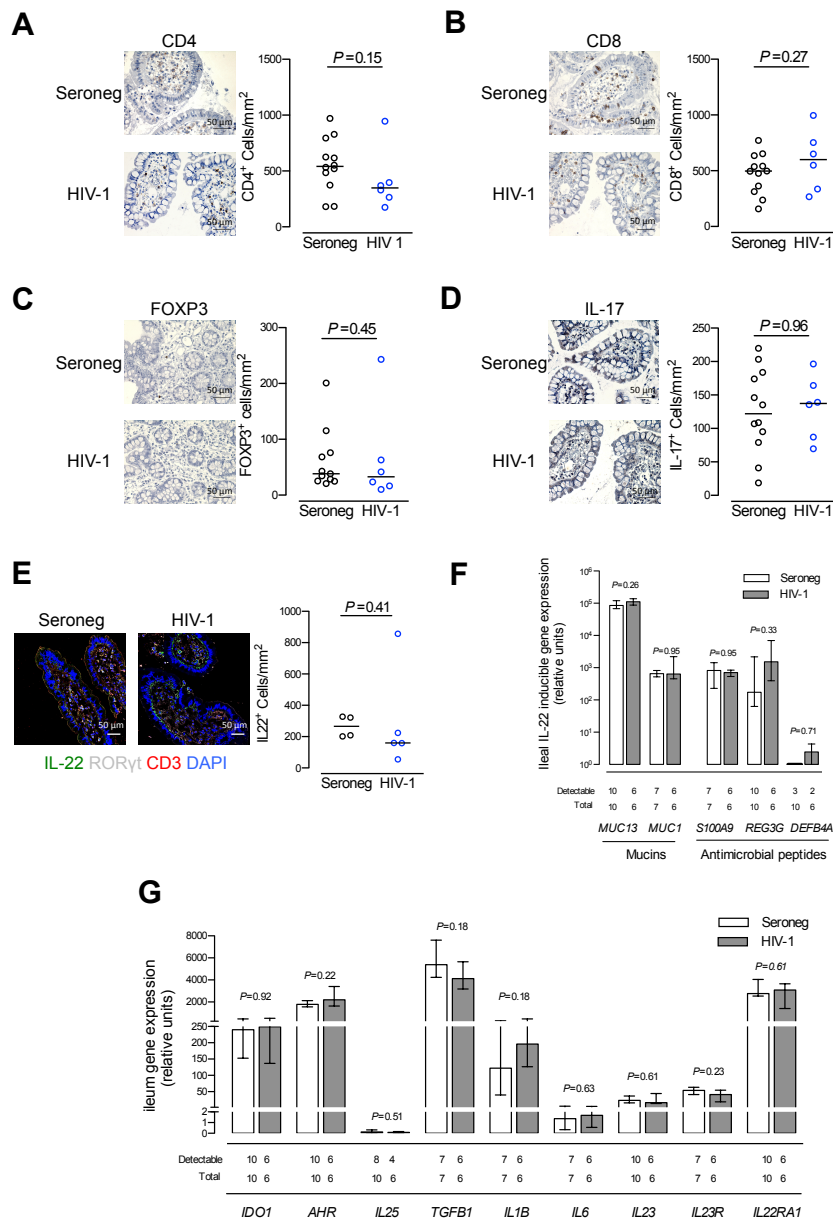 A
CD4
Seroneg
50 µm
HIV-1
50 µm
P=0.15
CD4+ Cells/mm2
1500
1000
500
0
Seroneg HIV 1
B
CD8
Seroneg
50 µm
HIV-1
50 µm
P=0.27
CD8+ Cells/mm2
1500
1000
500
0
Seroneg HIV-1
C
FOXP3
Seroneg
50 µm
HIV-1
50 µm
P=0.45
FOXP3+ cells/mm2
300
200
100
0
Seroneg HIV-1
D
IL-17
Seroneg
50 µm
HIV-1
50 µm
P=0.96
IL-17+ Cells/mm2
250
200
150
100
50
0
Seroneg HIV-1
E
Seroneg HIV-1
50 µm 50 µm
IL-22 RORγt CD3 DAPI
P=0.41
IL22+ Cells/mm2
1000
800
600
400
200
0
Seroneg HIV-1
F
Seroneg
HIV-1
Ileal IL-22 inducible gene expression
(relative units)
10^6
10^5
10^4
10^3
10^2
10^1
10^0
P=0.26
P=0.95
P=0.95
P=0.33
P=0.71
Detectable 10 6 7 6 7 6 10 6 3 2
Total 10 6 7 6 7 6 10 6 10 6
MUC13 MUC1 S100A9 REG3G DEFB4A
Mucins Antimicrobial peptides
G
Seroneg
HIV-1
ileum gene expression
(relative units)
8000
6000
4000
2000
250
200
150
100
50
2
1
0
P=0.92
P=0.22
P=0.51
P=0.18
P=0.18
P=0.63
P=0.61
P=0.23
P=0.61
Detectable 10 6 10 6 8 4 7 6 7 6 7 6 10 6 7 6 10 6
Total 10 6 10 6 10 6 7 6 7 6 7 6 10 6 7 6 10 6
IDO1 AHR IL25 TGFB1 IL1B IL6 IL23 IL23R IL22RA1